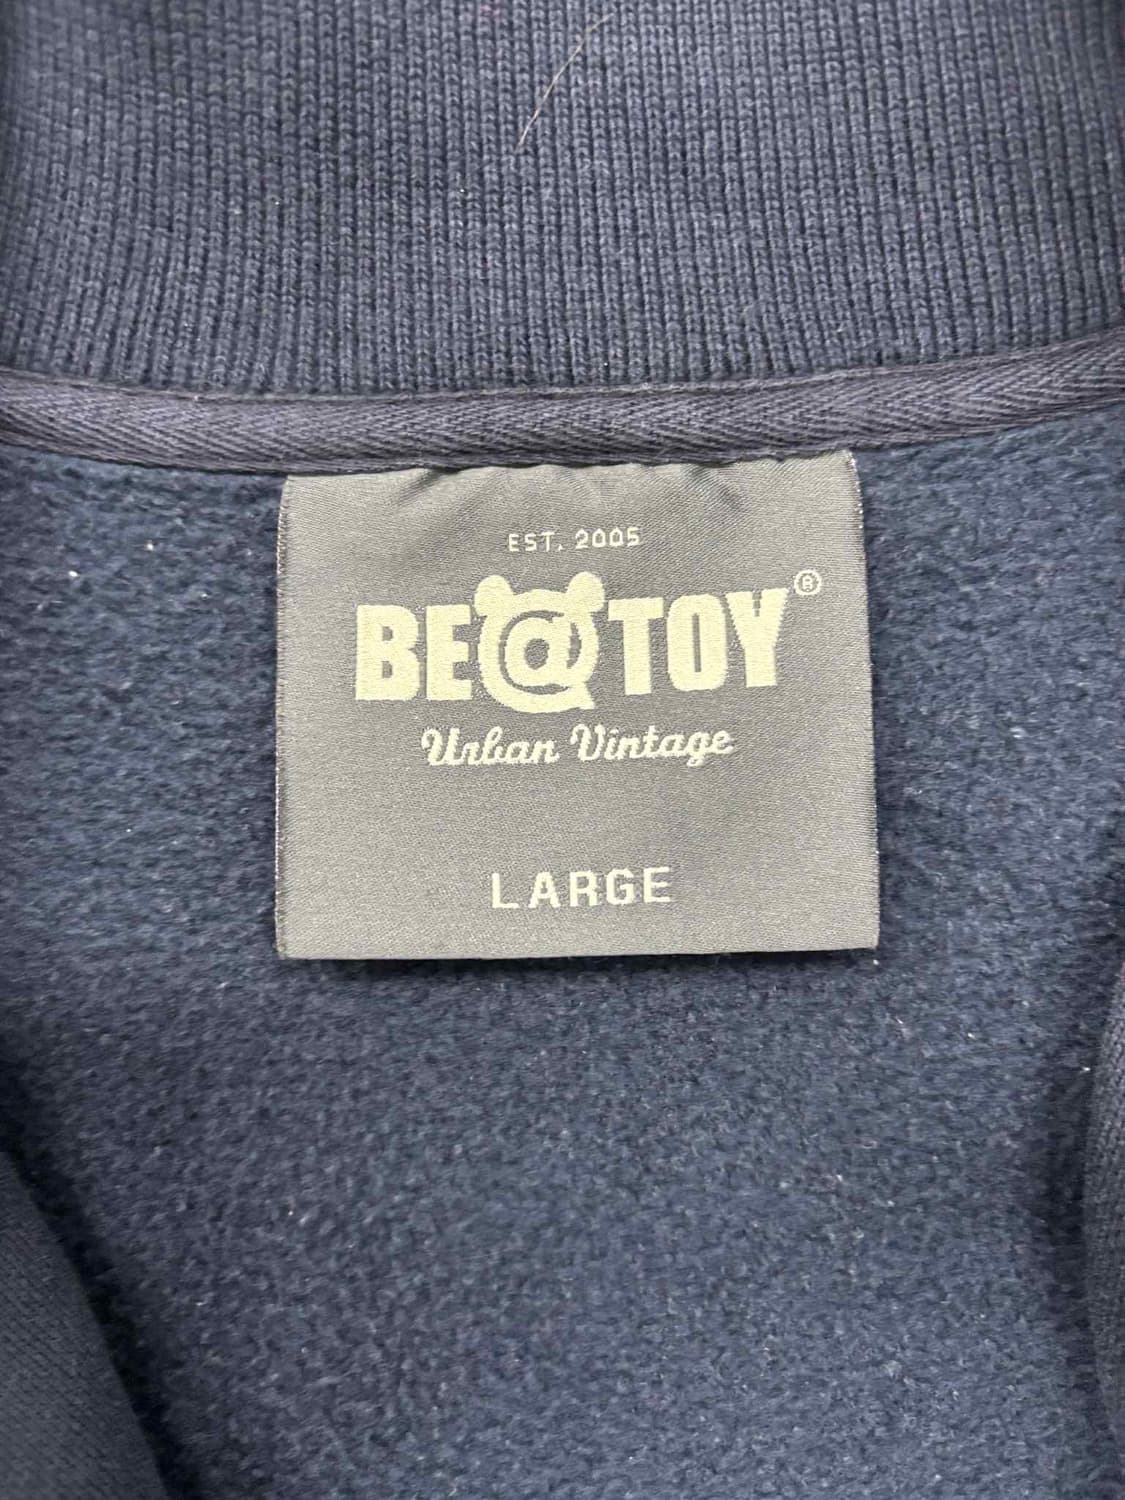 EST. 2005
BE@TOY®
Urban Vintage
LARGE